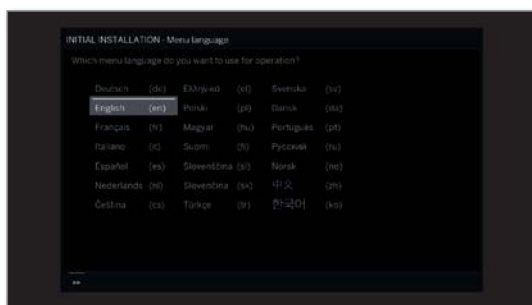 INITIAL INSTALLATION - Menu language
Which menu language do you want to use for operation?
Deutsch (de) Ελληνικά (el) Svenska (sv)
English (en) Polski (pl) Dansk (da)
Français (fr) Magyar (hu) Português (pt)
Italiano (it) Suomi (fi) Русский (ru)
Español (es) Slovenščina (sl) Norsk (no)
Nederlands (nl) Slovenčina (sk) 中文 (zh)
Čeština (cs) Türkçe (tr) 한국어 (ko)